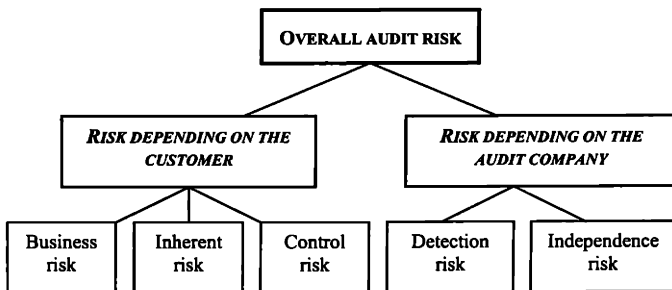 OVERALL AUDIT RISK
RISK DEPENDING ON THE
CUSTOMER
RISK DEPENDING ON THE
AUDIT COMPANY
Business
risk
Inherent
risk
Control
risk
Detection
risk
Independence
risk